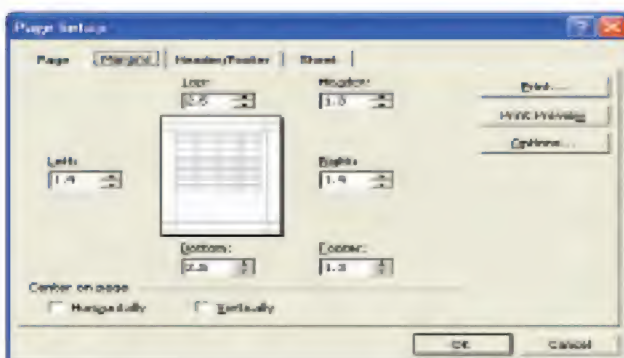 Page Setup
Page Margins Header/Footer Sheet
Top: Header:
2.5 1.3
Print...
Print Preview
Options...
Left: Right:
1.9 1.9
Bottom: Footer:
2.5 1.3
Center on page
Horizontally Vertically
OK Cancel